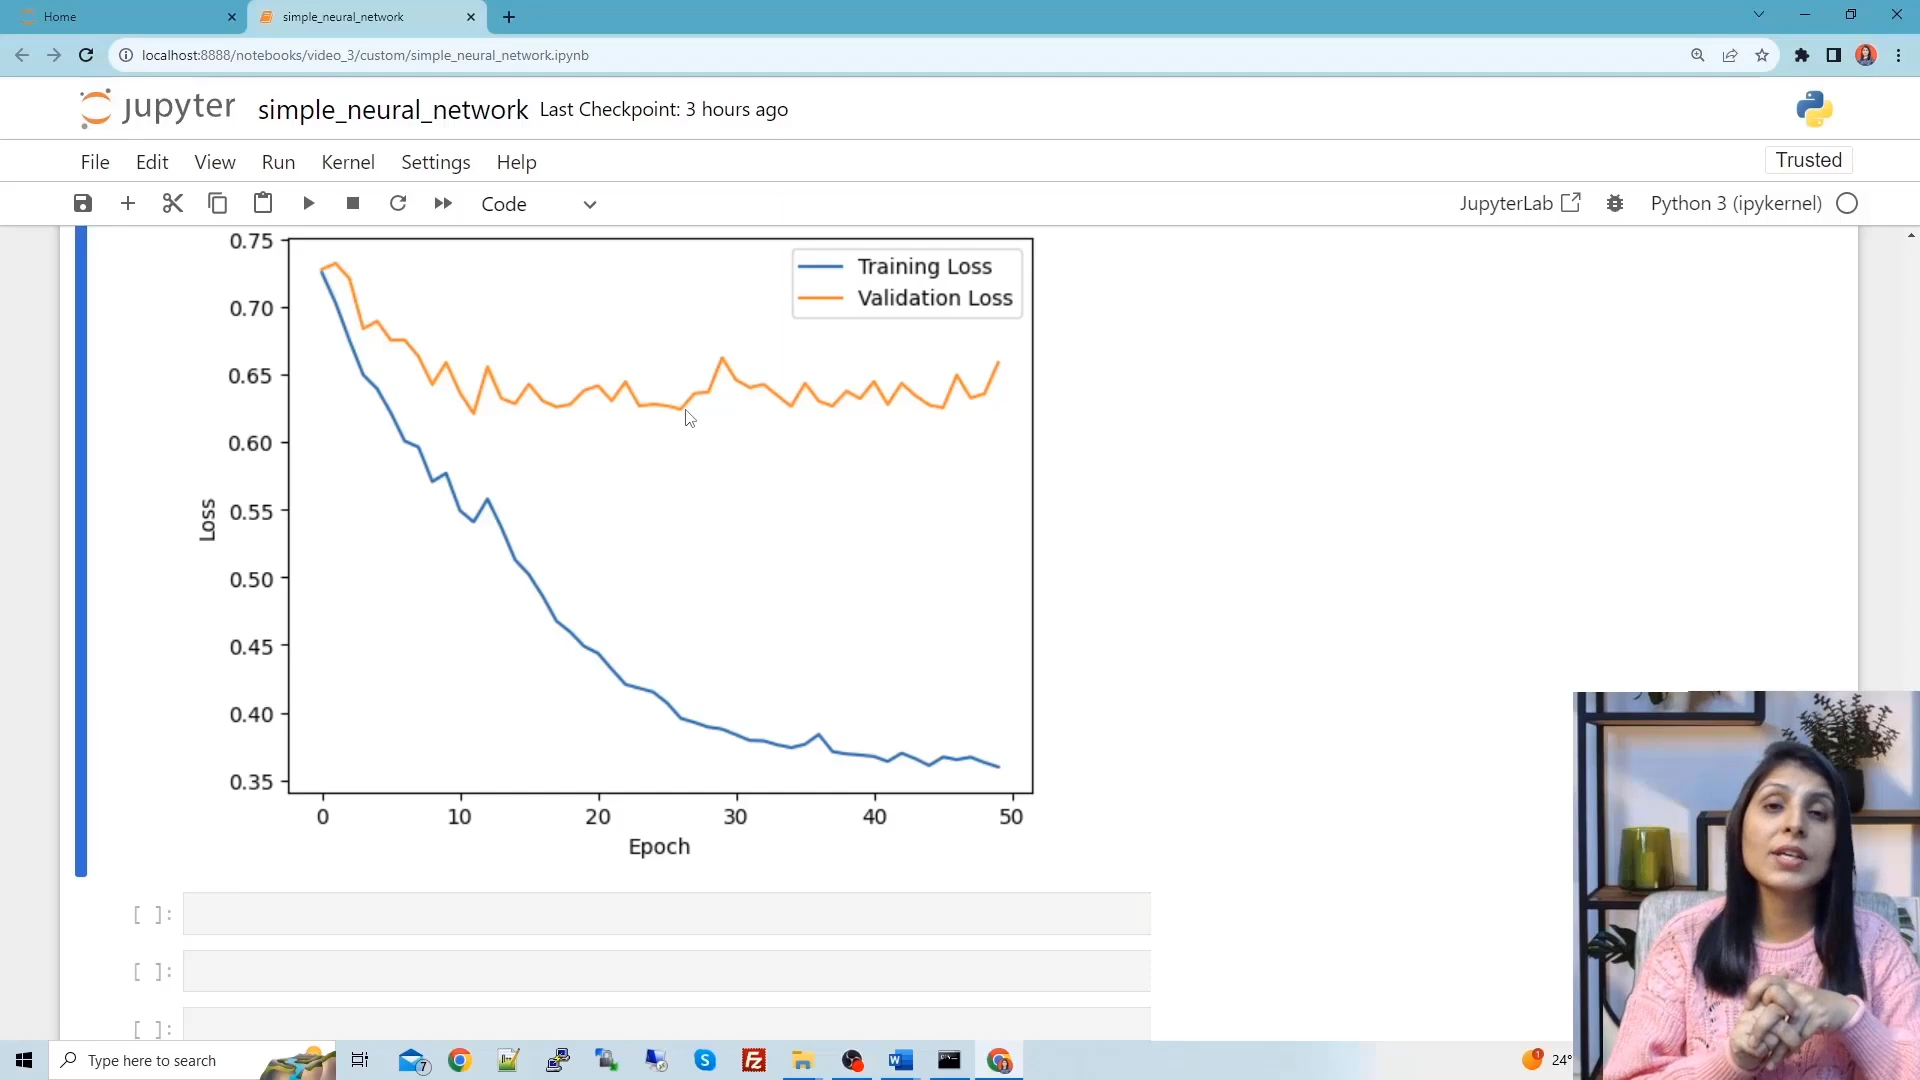 Home
simple_neural_network
localhost:8888/notebooks/video_3/custom/simple_neural_network.ipynb
jupyter simple_neural_network Last Checkpoint: 3 hours ago
File Edit View Run Kernel Settings Help Trusted
Code JupyterLab Python 3 (ipykernel)
0.75
0.70
0.65
0.60
0.55
0.50
0.45
0.40
0.35
Loss
Training Loss
Validation Loss
0 10 20 30 40 50
Epoch
[ ]:
[ ]:
[ ]:
Type here to search 7 1 24°